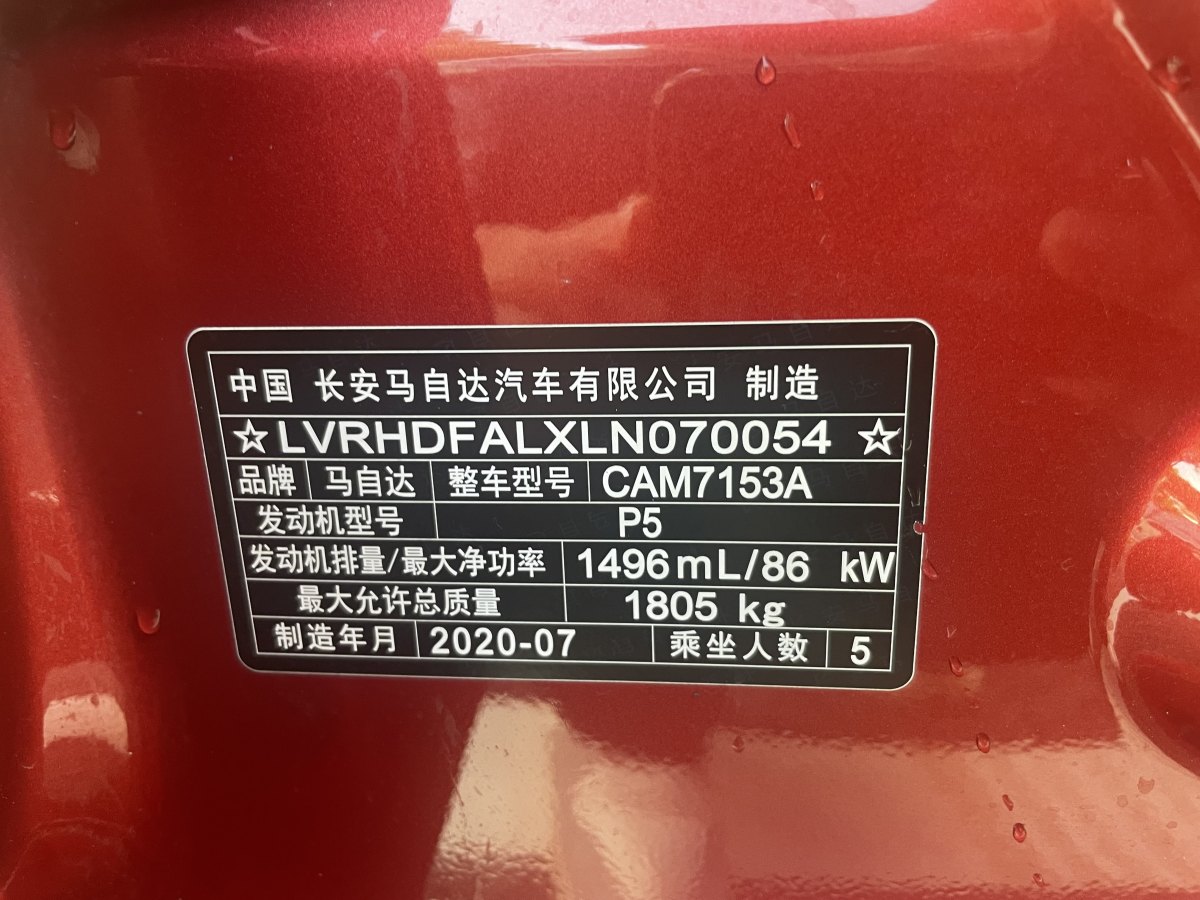 中国 长安马自达汽车有限公司 制造
☆LVRHDFALXLN070054☆
品牌 马自达 整车型号 CAM7153A
发动机型号 P5
发动机排量/最大净功率 1496mL/86 kW
最大允许总质量 1805 kg
制造年月 2020-07 乘坐人数 5